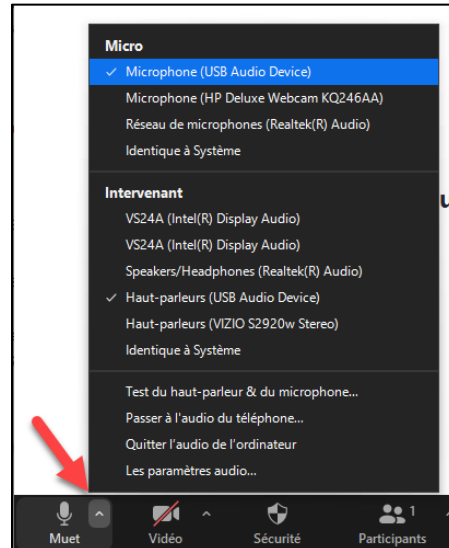 Micro
Microphone (USB Audio Device)
Microphone (HP Deluxe Webcam KQ246AA)
Réseau de microphones (Realtek(R) Audio)
Identique à Système
Intervenant
VS24A (Intel(R) Display Audio)
VS24A (Intel(R) Display Audio)
Speakers/Headphones (Realtek(R) Audio)
Haut-parleurs (USB Audio Device)
Haut-parleurs (VIZIO S2920w Stereo)
Identique à Système
Test du haut-parleur & du microphone...
Passer à l'audio du téléphone...
Quitter l'audio de l'ordinateur
Les paramètres audio...
1
Muet Vidéo Sécurité Participants